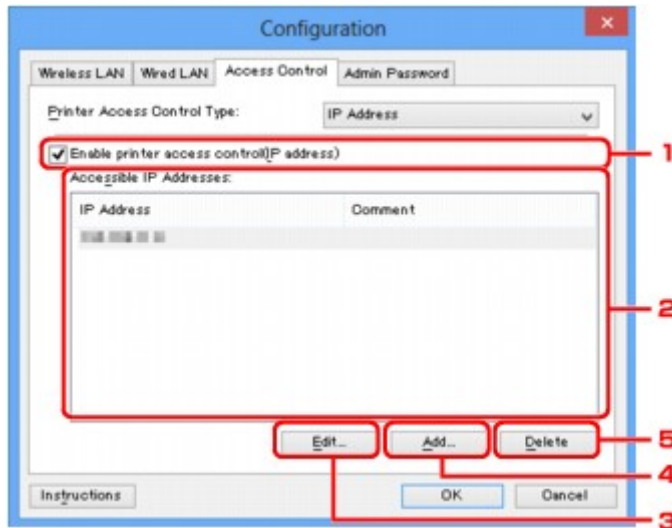 Configuration
Wireless LAN Wired LAN Access Control Admin Password
Printer Access Control Type: IP Address
Enable printer access control(IP address) 1
Accessible IP Addresses:
IP Address Comment
2
Edit... Add... Delete 5
4
Instructions OK Cancel
3